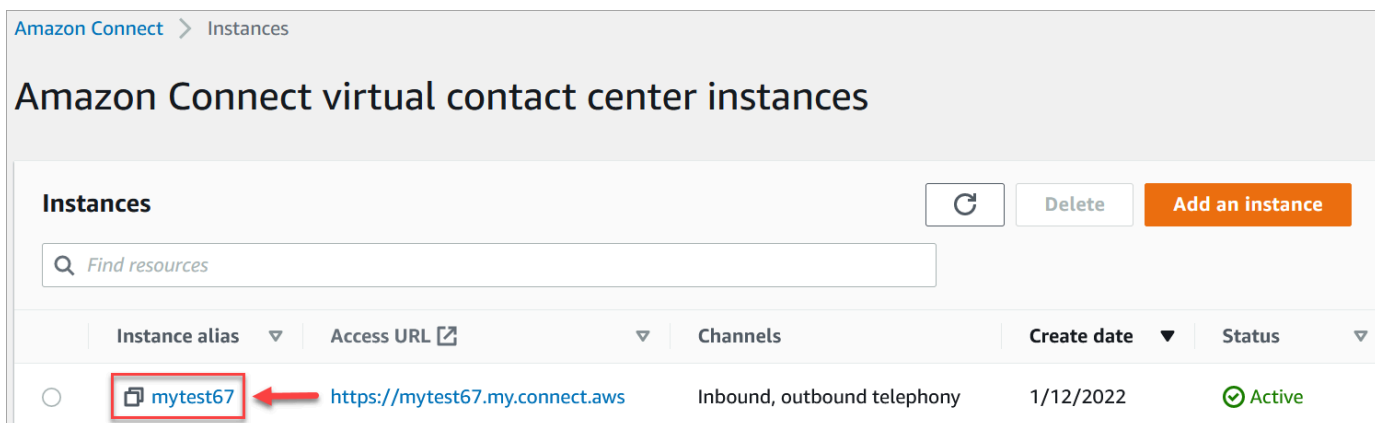 Amazon Connect > Instances
Amazon Connect virtual contact center instances
Instances
Delete
Add an instance
Find resources
Instance alias Access URL Channels Create date Status
mytest67 https://mytest67.my.connect.aws Inbound, outbound telephony 1/12/2022 Active